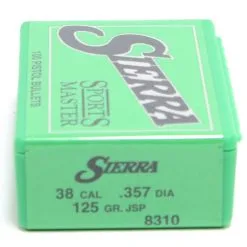 SIERRA
SPORTS
MASTER
100 PISTOL BULLETS
SIERRA
38 CAL .357 DIA
125 GR. JSP
8310